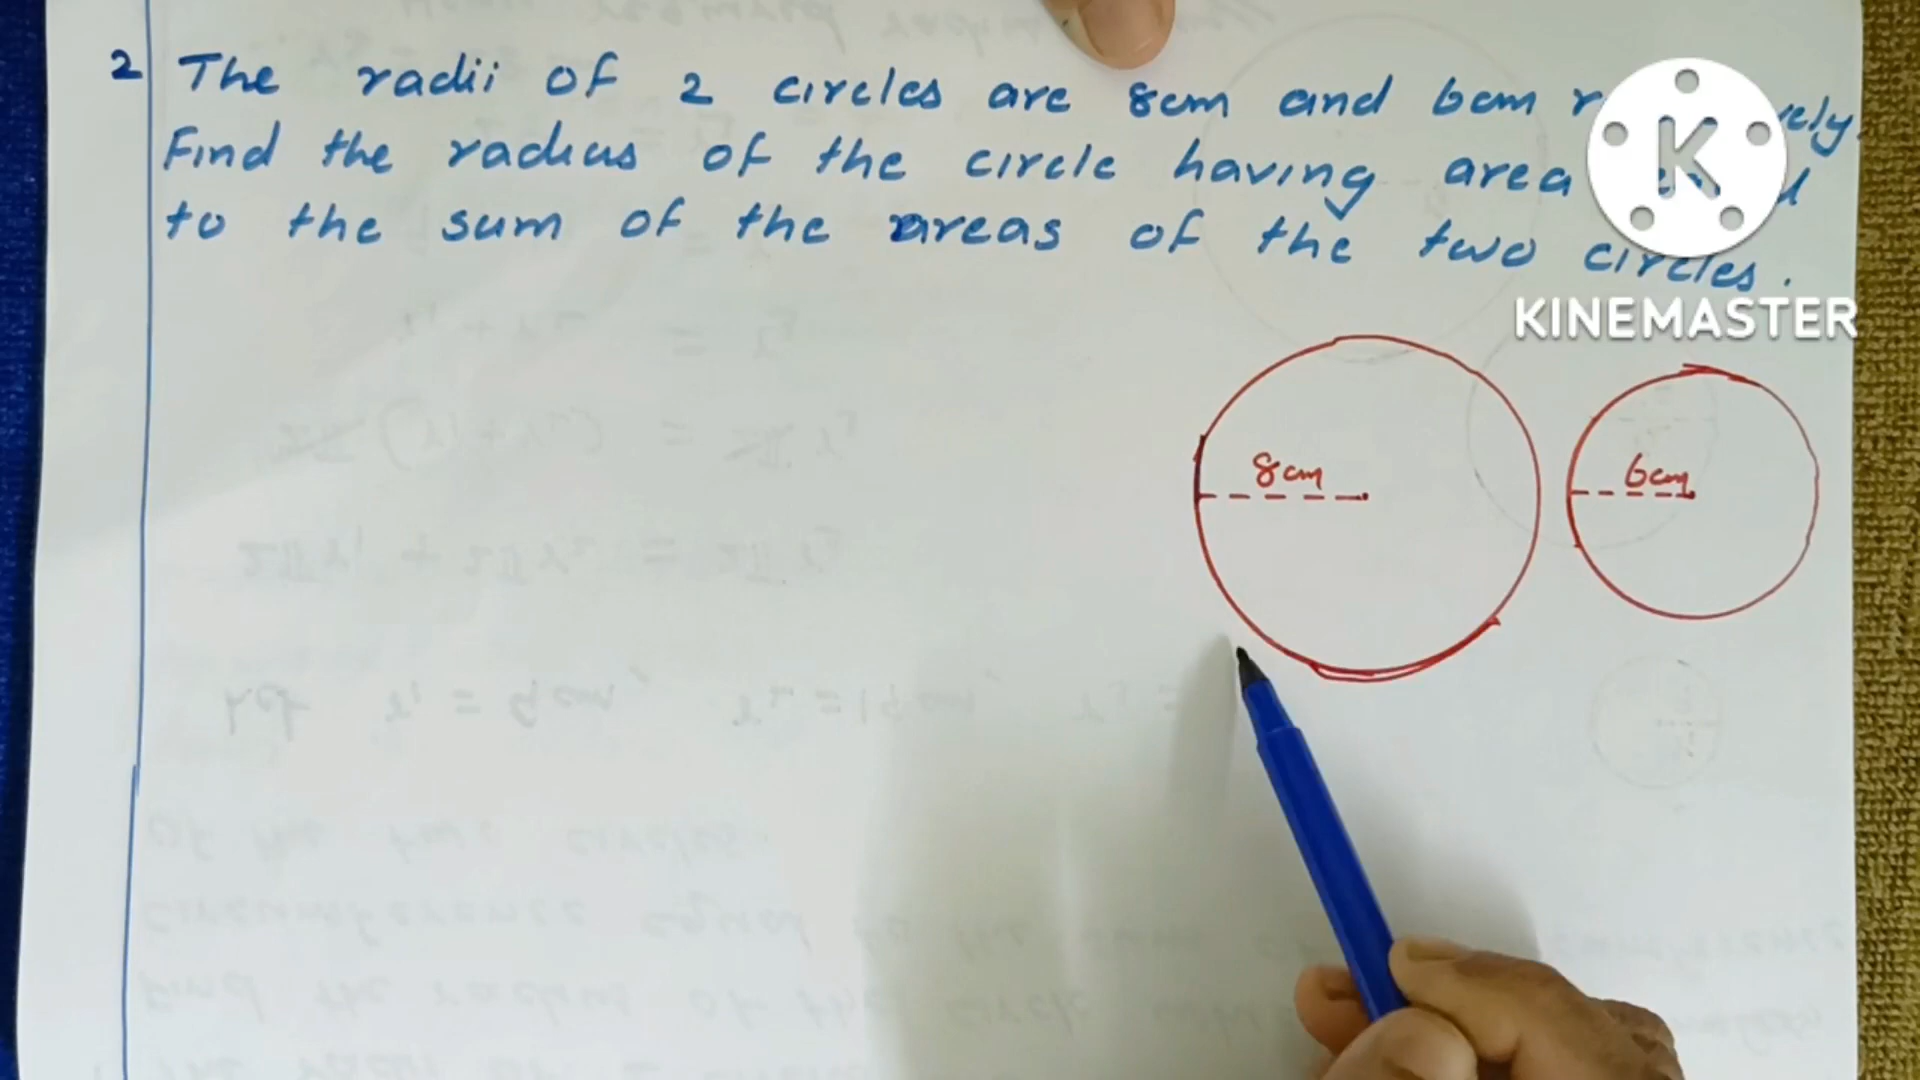 2 The radii of 2 circles are 8cm and 6cm
Find the radius of the circle having area
to the sum of the areas of the two circles.
KINEMASTER
8cm
6cm